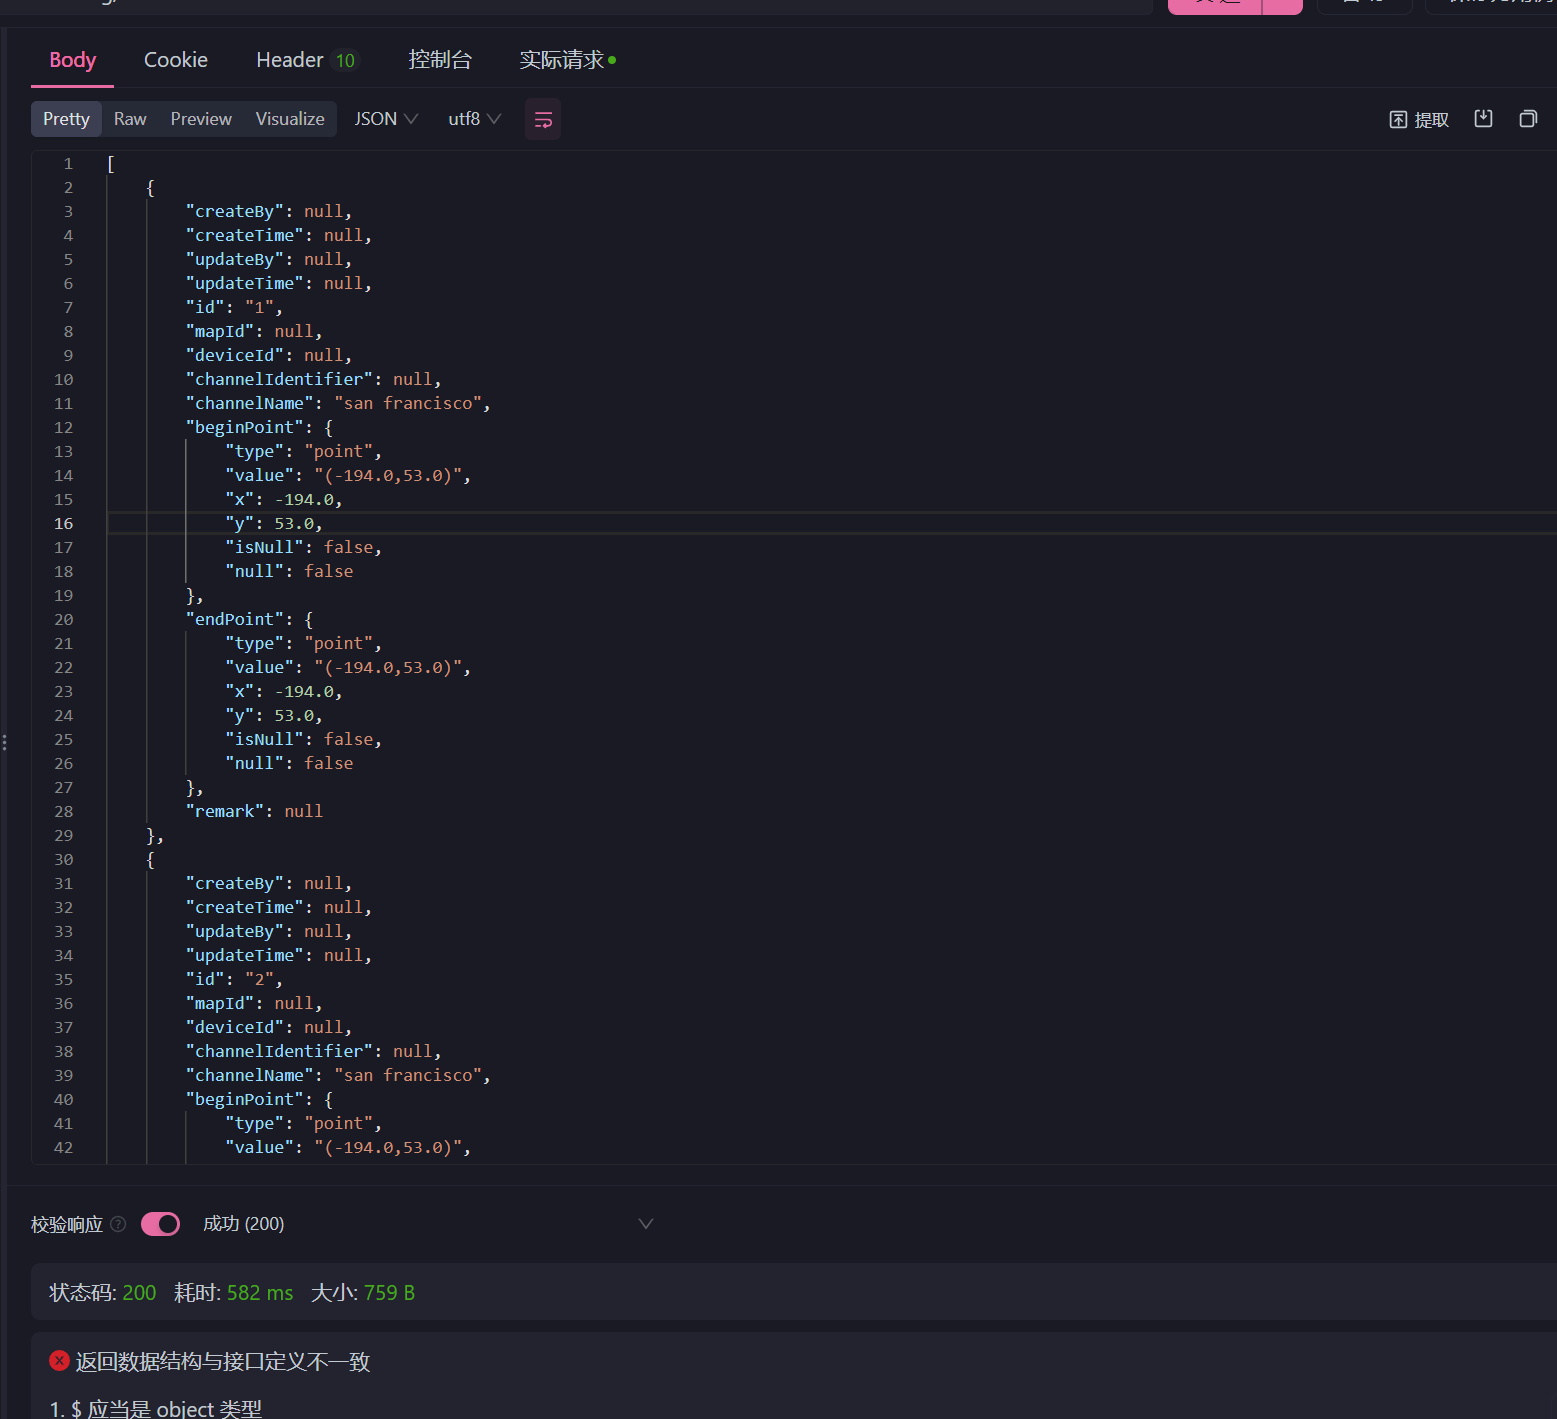 Body Cookie Header 10 控制台 实际请求
Pretty Raw Preview Visualize JSON utf8 提取
1 [
2 {
3 "createBy": null,
4 "createTime": null,
5 "updateBy": null,
6 "updateTime": null,
7 "id": "1",
8 "mapId": null,
9 "deviceId": null,
10 "channelIdentifier": null,
11 "channelName": "san francisco",
12 "beginPoint": {
13 "type": "point",
14 "value": "(-194.0,53.0)",
15 "x": -194.0,
16 "y": 53.0,
17 "isNull": false,
18 "null": false
19 },
20 "endPoint": {
21 "type": "point",
22 "value": "(-194.0,53.0)",
23 "x": -194.0,
24 "y": 53.0,
25 "isNull": false,
26 "null": false
27 },
28 "remark": null
29 },
30 {
31 "createBy": null,
32 "createTime": null,
33 "updateBy": null,
34 "updateTime": null,
35 "id": "2",
36 "mapId": null,
37 "deviceId": null,
38 "channelIdentifier": null,
39 "channelName": "san francisco",
40 "beginPoint": {
41 "type": "point",
42 "value": "(-194.0,53.0)",
校验响应 ? 成功 (200)
状态码: 200 耗时: 582 ms 大小: 759 B
返回数据结构与接口定义不一致
1. $ 应当是 object 类型